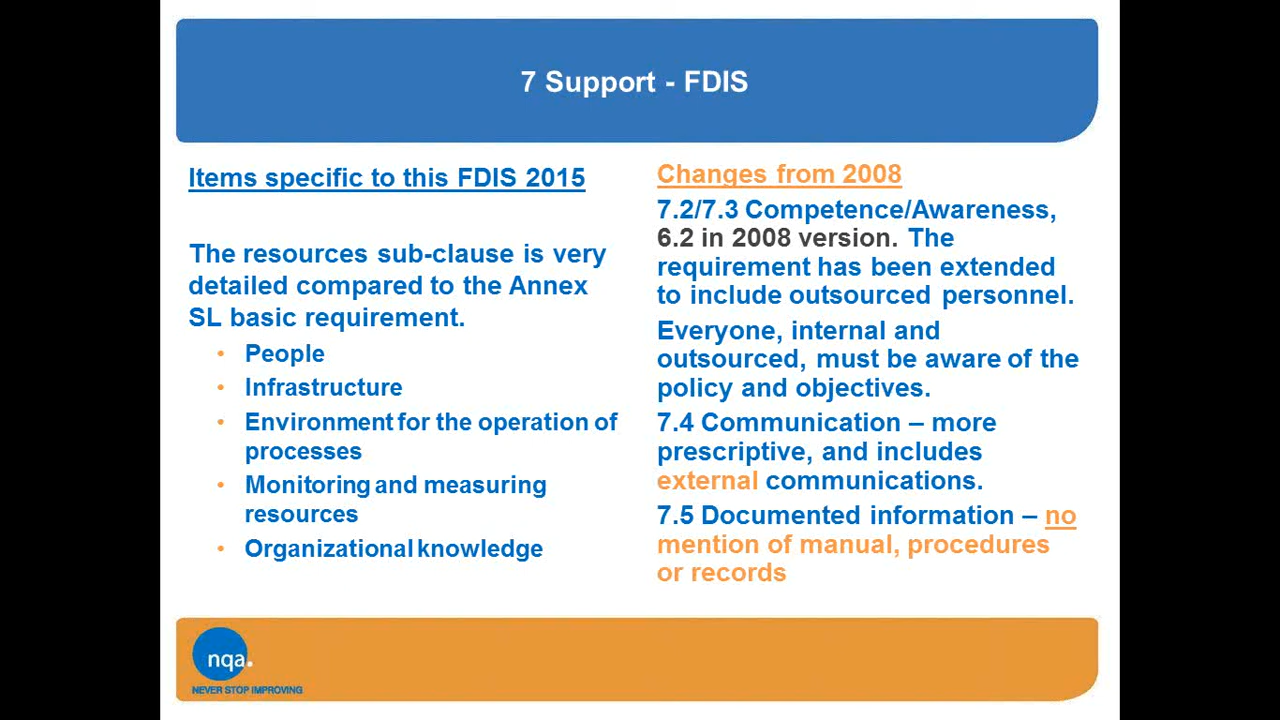 7 Support - FDIS
Items specific to this FDIS 2015
The resources sub-clause is very
detailed compared to the Annex
SL basic requirement.
• People
• Infrastructure
• Environment for the operation of
processes
• Monitoring and measuring
resources
• Organizational knowledge
Changes from 2008
7.2/7.3 Competence/Awareness,
6.2 in 2008 version. The
requirement has been extended
to include outsourced personnel.
Everyone, internal and
outsourced, must be aware of the
policy and objectives.
7.4 Communication – more
prescriptive, and includes
external communications.
7.5 Documented information – no
mention of manual, procedures
or records
nqa.
NEVER STOP IMPROVING